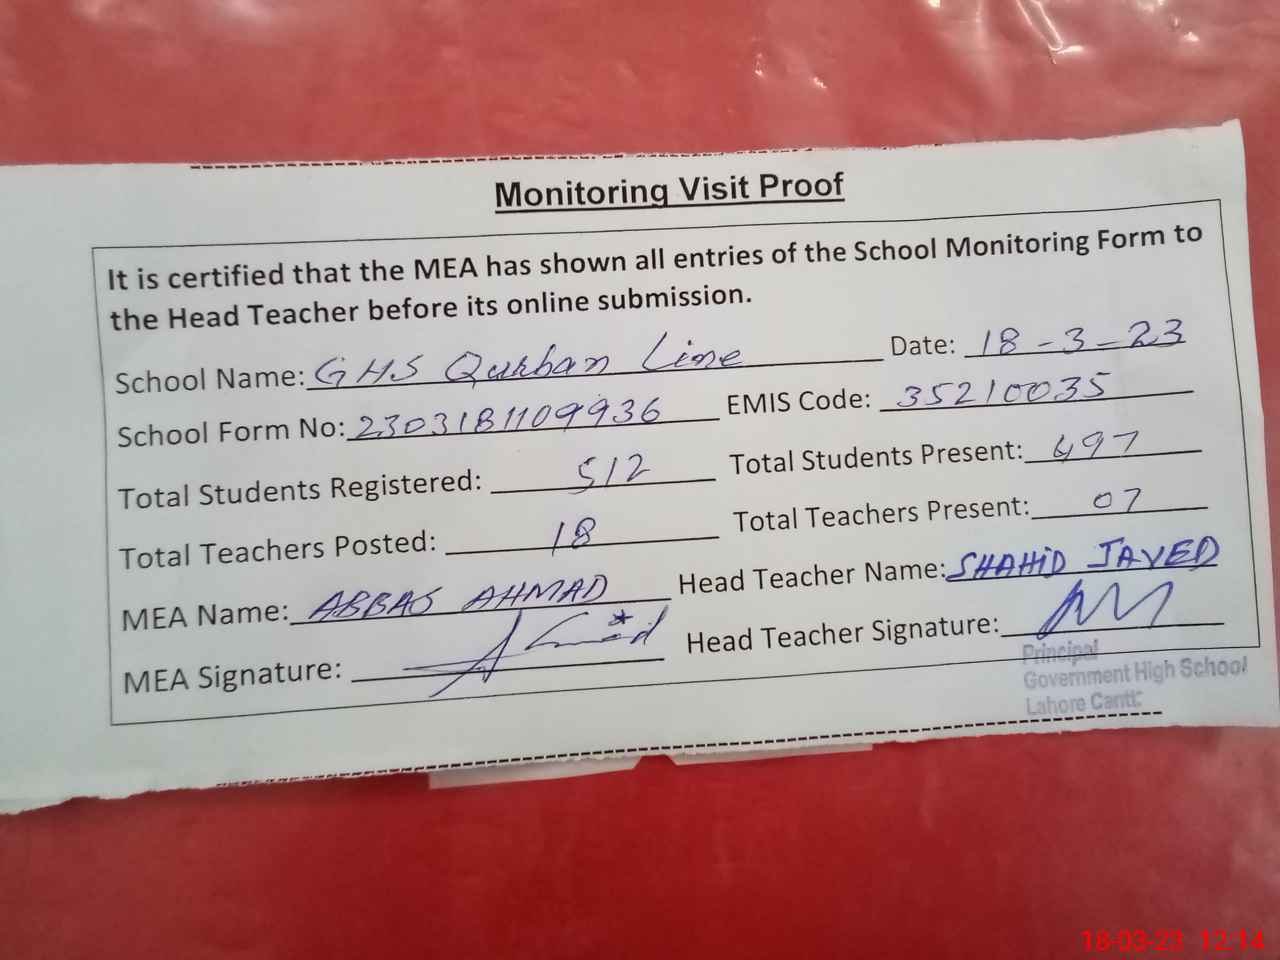 Monitoring Visit Proof
It is certified that the MEA has shown all entries of the School Monitoring Form to
the Head Teacher before its online submission.
School Name: GHS Qurban Line Date: 18-3-23
School Form No: 2303181109936 EMIS Code: 35210035
Total Students Registered: 512 Total Students Present: 497
Total Teachers Posted: 18 Total Teachers Present: 07
MEA Name: ABBAS AHMAD Head Teacher Name: SHAHID JAVED
MEA Signature: Head Teacher Signature:
Principal
Government High School
Lahore Cantt:
18-03-23 12:14